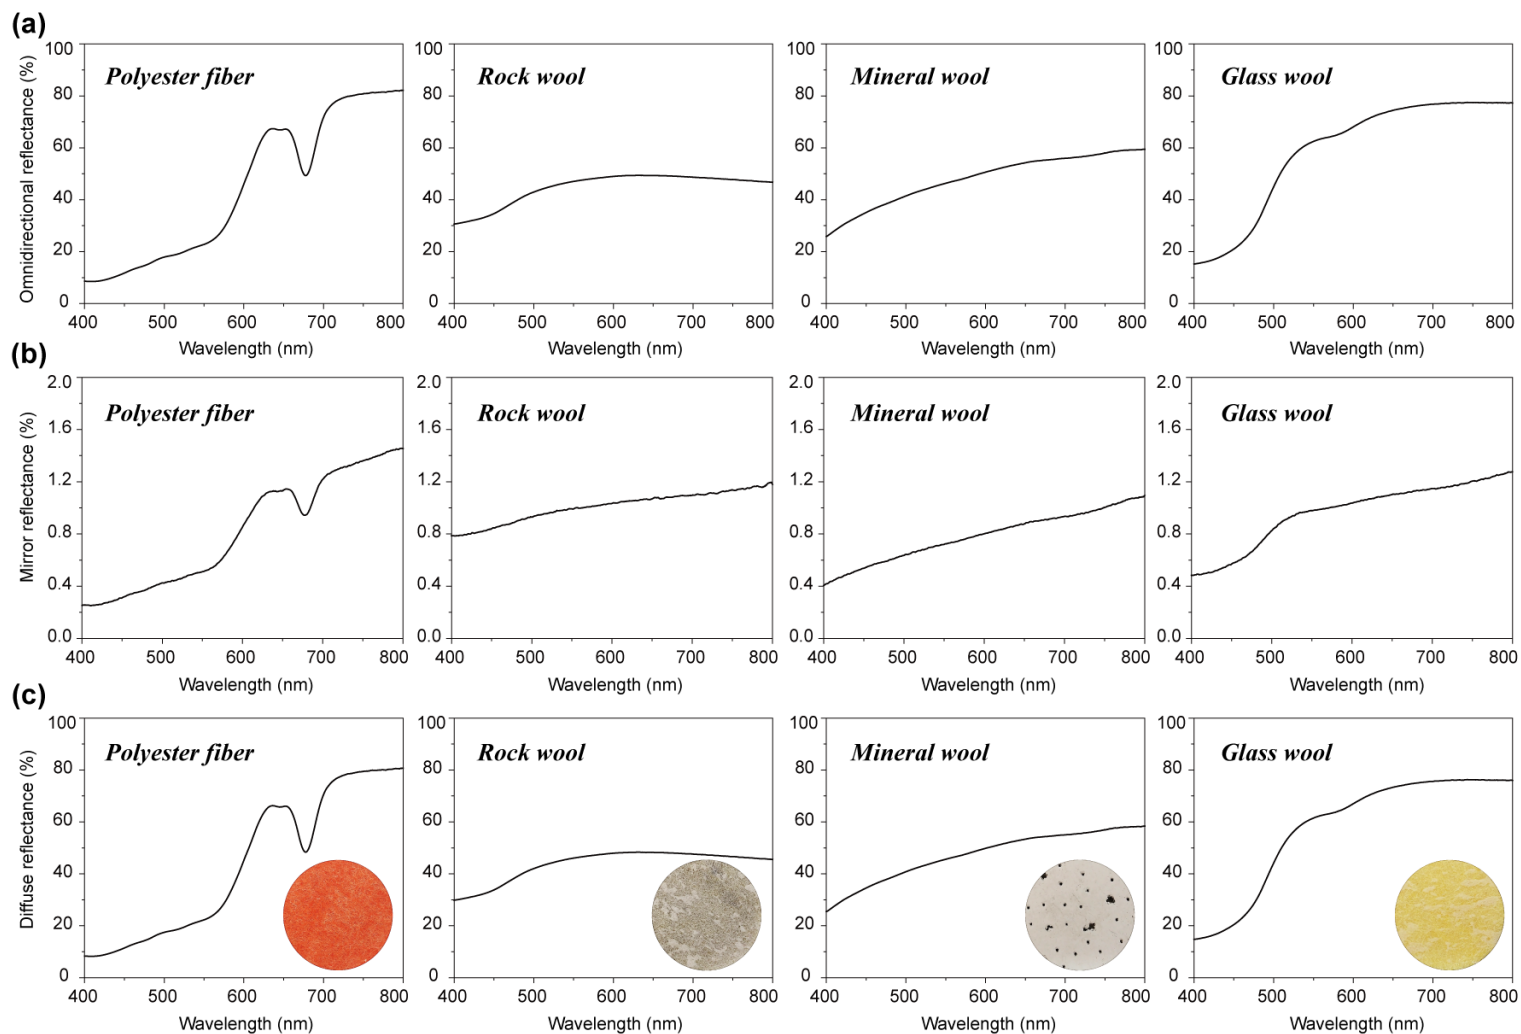 (a)
Omnidirectional reflectance (%)
100
80
60
40
20
0
Polyester fiber
400 500 600 700 800
Wavelength (nm)
100
80
60
40
20
0
Rock wool
400 500 600 700 800
Wavelength (nm)
100
80
60
40
20
0
Mineral wool
400 500 600 700 800
Wavelength (nm)
100
80
60
40
20
0
Glass wool
400 500 600 700 800
Wavelength (nm)
(b)
Mirror reflectance (%)
2.0
1.6
1.2
0.8
0.4
0.0
Polyester fiber
400 500 600 700 800
Wavelength (nm)
2.0
1.6
1.2
0.8
0.4
0.0
Rock wool
400 500 600 700 800
Wavelength (nm)
2.0
1.6
1.2
0.8
0.4
0.0
Mineral wool
400 500 600 700 800
Wavelength (nm)
2.0
1.6
1.2
0.8
0.4
0.0
Glass wool
400 500 600 700 800
Wavelength (nm)
(c)
Diffuse reflectance (%)
100
80
60
40
20
0
Polyester fiber
400 500 600 700 800
Wavelength (nm)
100
80
60
40
20
0
Rock wool
400 500 600 700 800
Wavelength (nm)
100
80
60
40
20
0
Mineral wool
400 500 600 700 800
Wavelength (nm)
100
80
60
40
20
0
Glass wool
400 500 600 700 800
Wavelength (nm)